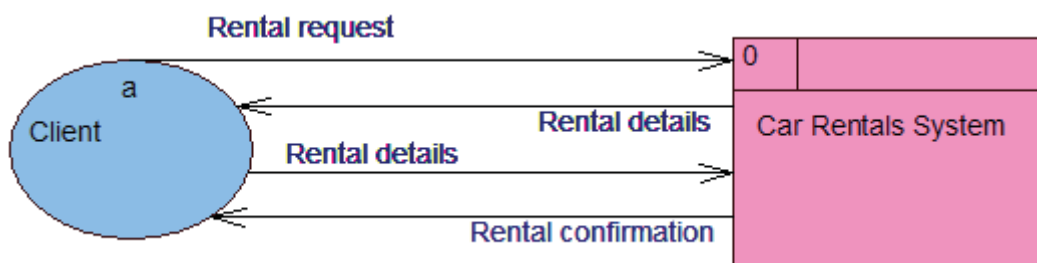 Rental request
0
a
Rental details
Client
Car Rentals System
Rental details
Rental confirmation